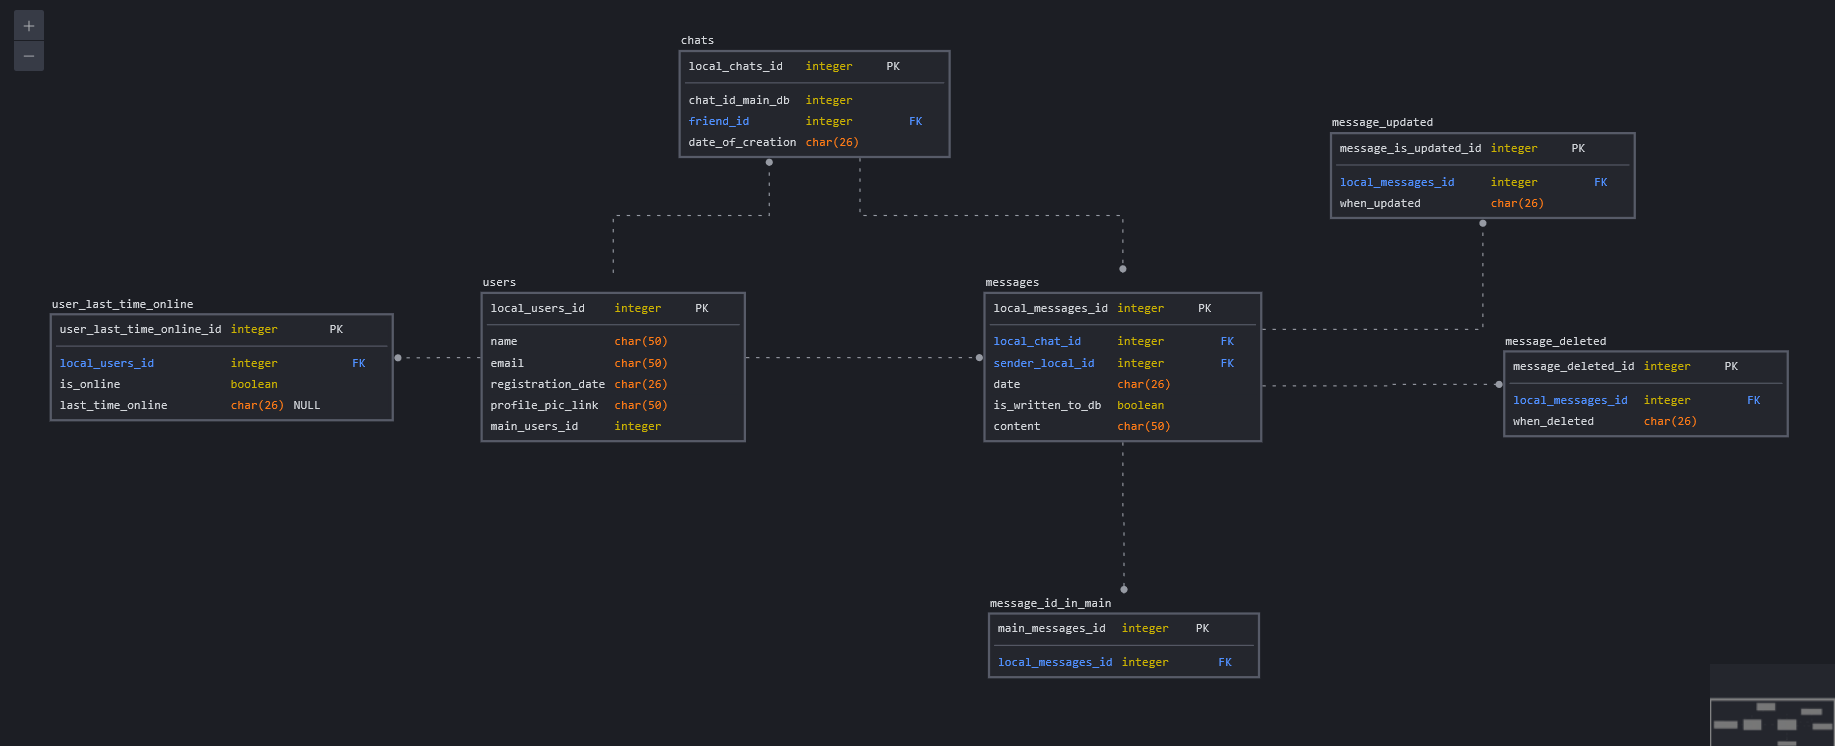 +
−
chats
local_chats_id integer PK
chat_id_main_db integer
friend_id integer FK
date_of_creation char(26)
message_updated
message_is_updated_id integer PK
local_messages_id integer FK
when_updated char(26)
user_last_time_online
user_last_time_online_id integer PK
local_users_id integer FK
is_online boolean
last_time_online char(26) NULL
users
local_users_id integer PK
name char(50)
email char(50)
registration_date char(26)
profile_pic_link char(50)
main_users_id integer
messages
local_messages_id integer PK
local_chat_id integer FK
sender_local_id integer FK
date char(26)
is_written_to_db boolean
content char(50)
message_deleted
message_deleted_id integer PK
local_messages_id integer FK
when_deleted char(26)
message_id_in_main
main_messages_id integer PK
local_messages_id integer FK